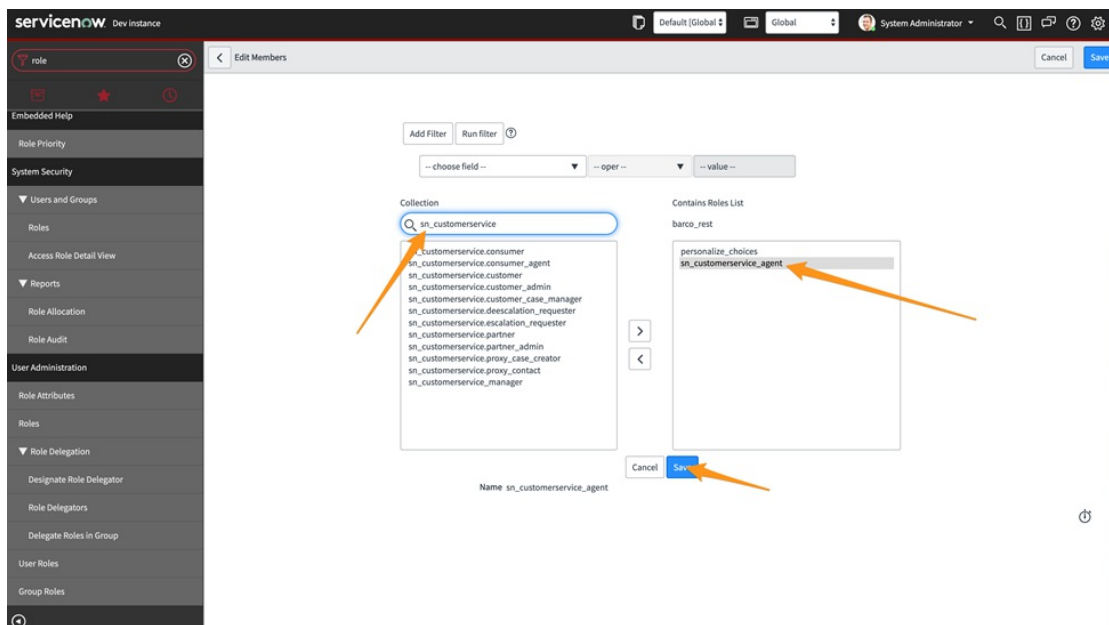 servicenow Dev instance
Default [Global
Global
System Administrator
role
Edit Members
Cancel
Save
Embedded Help
Role Priority
System Security
Users and Groups
Roles
Access Role Detail View
Reports
Role Allocation
Role Audit
User Administration
Role Attributes
Roles
Role Delegation
Designate Role Delegator
Role Delegators
Delegate Roles in Group
User Roles
Group Roles
Add Filter
Run filter
-- choose field --
-- oper --
-- value --
Collection
sn_customerservice
sn_customerservice.consumer
sn_customerservice.consumer_agent
sn_customerservice.customer
sn_customerservice.customer_admin
sn_customerservice.customer_case_manager
sn_customerservice.deescalation_requester
sn_customerservice.escalation_requester
sn_customerservice.partner
sn_customerservice.partner_admin
sn_customerservice.proxy_case_creator
sn_customerservice.proxy_contact
sn_customerservice_manager
Contains Roles List
barco_rest
personalize_choices
sn_customerservice_agent
Cancel
Save
Name sn_customerservice_agent